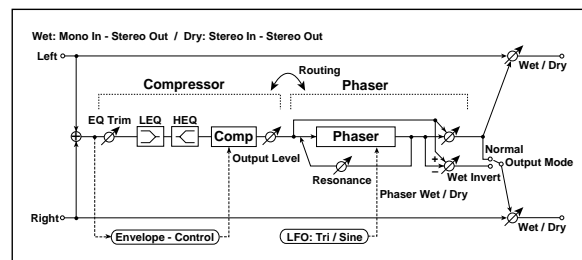 Wet: Mono In - Stereo Out / Dry: Stereo In - Stereo Out
Left
Wet / Dry
Routing
Compressor
Phaser
EQ Trim
LEQ
HEQ
Comp
Phaser
Output Level
Normal
Output Mode
+
−
Wet Invert
Resonance
Phaser Wet / Dry
Right
Wet / Dry
Envelope - Control
LFO: Tri / Sine